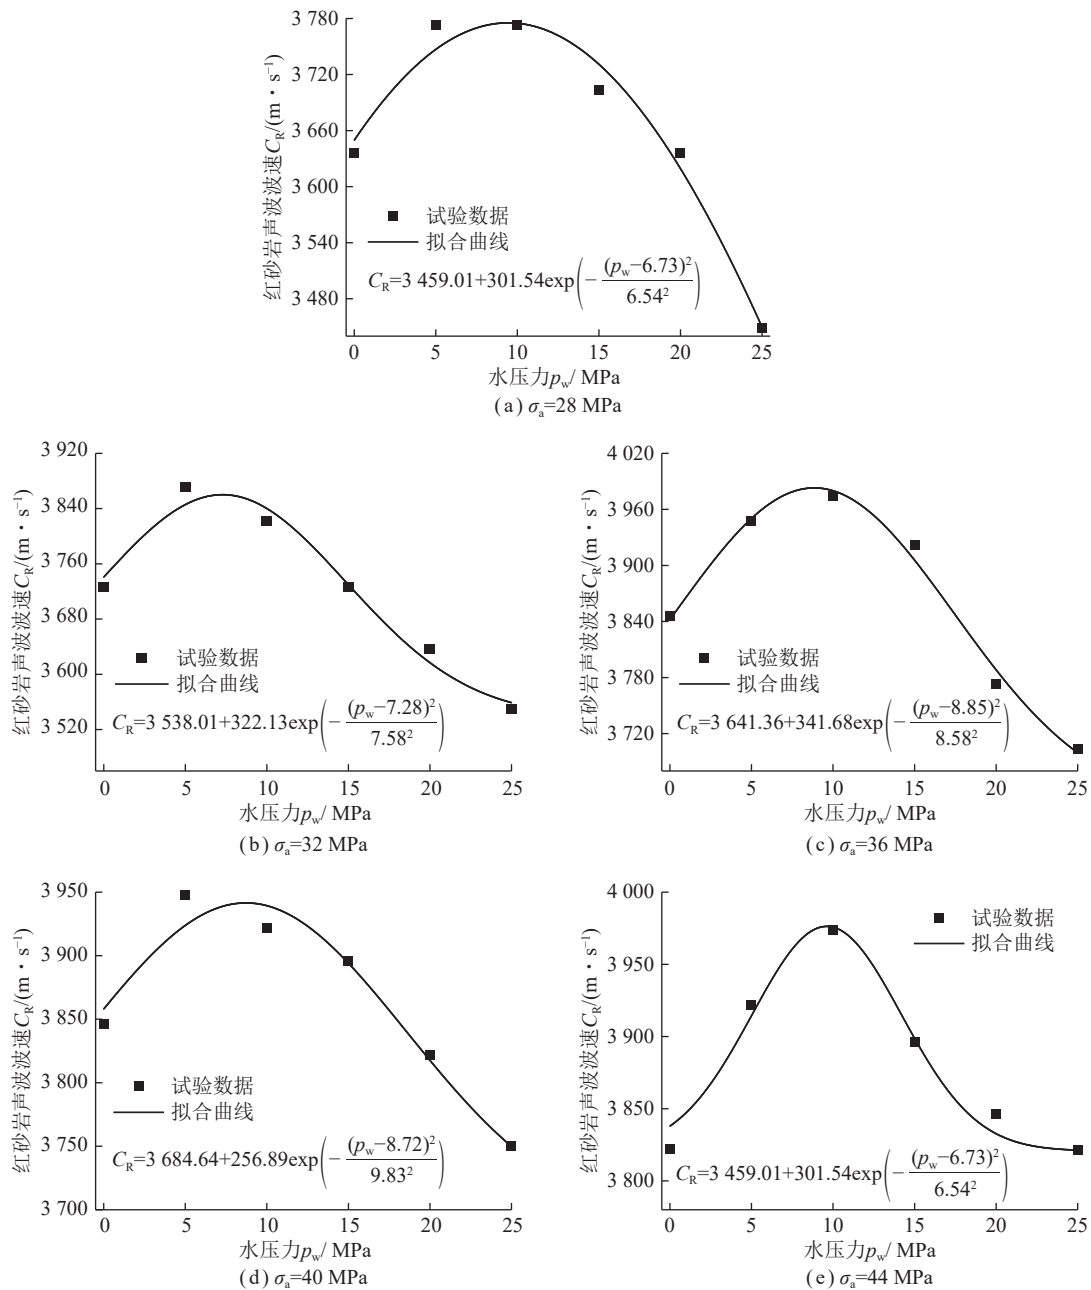 3 780
3 720
3 660
3 600
3 540
3 480
红砂岩声波波速C_R/(m·s⁻¹)
试验数据
拟合曲线
C_R=3 459.01+301.54exp(−(p_w−6.73)²/6.54²)
0 5 10 15 20 25
水压力p_w/ MPa
(a) σ_a=28 MPa
3 920
3 840
3 760
3 680
3 600
3 520
红砂岩声波波速C_R/(m·s⁻¹)
试验数据
拟合曲线
C_R=3 538.01+322.13exp(−(p_w−7.28)²/7.58²)
0 5 10 15 20 25
水压力p_w/ MPa
(b) σ_a=32 MPa
4 020
3 960
3 900
3 840
3 780
3 720
红砂岩声波波速C_R/(m·s⁻¹)
试验数据
拟合曲线
C_R=3 641.36+341.68exp(−(p_w−8.85)²/8.58²)
0 5 10 15 20 25
水压力p_w/ MPa
(c) σ_a=36 MPa
3 950
3 900
3 850
3 800
3 750
3 700
红砂岩声波波速C_R/(m·s⁻¹)
试验数据
拟合曲线
C_R=3 684.64+256.89exp(−(p_w−8.72)²/9.83²)
0 5 10 15 20 25
水压力p_w/ MPa
(d) σ_a=40 MPa
4 000
3 950
3 900
3 850
3 800
红砂岩声波波速C_R/(m·s⁻¹)
试验数据
拟合曲线
C_R=3 459.01+301.54exp(−(p_w−6.73)²/6.54²)
0 5 10 15 20 25
水压力p_w/ MPa
(e) σ_a=44 MPa